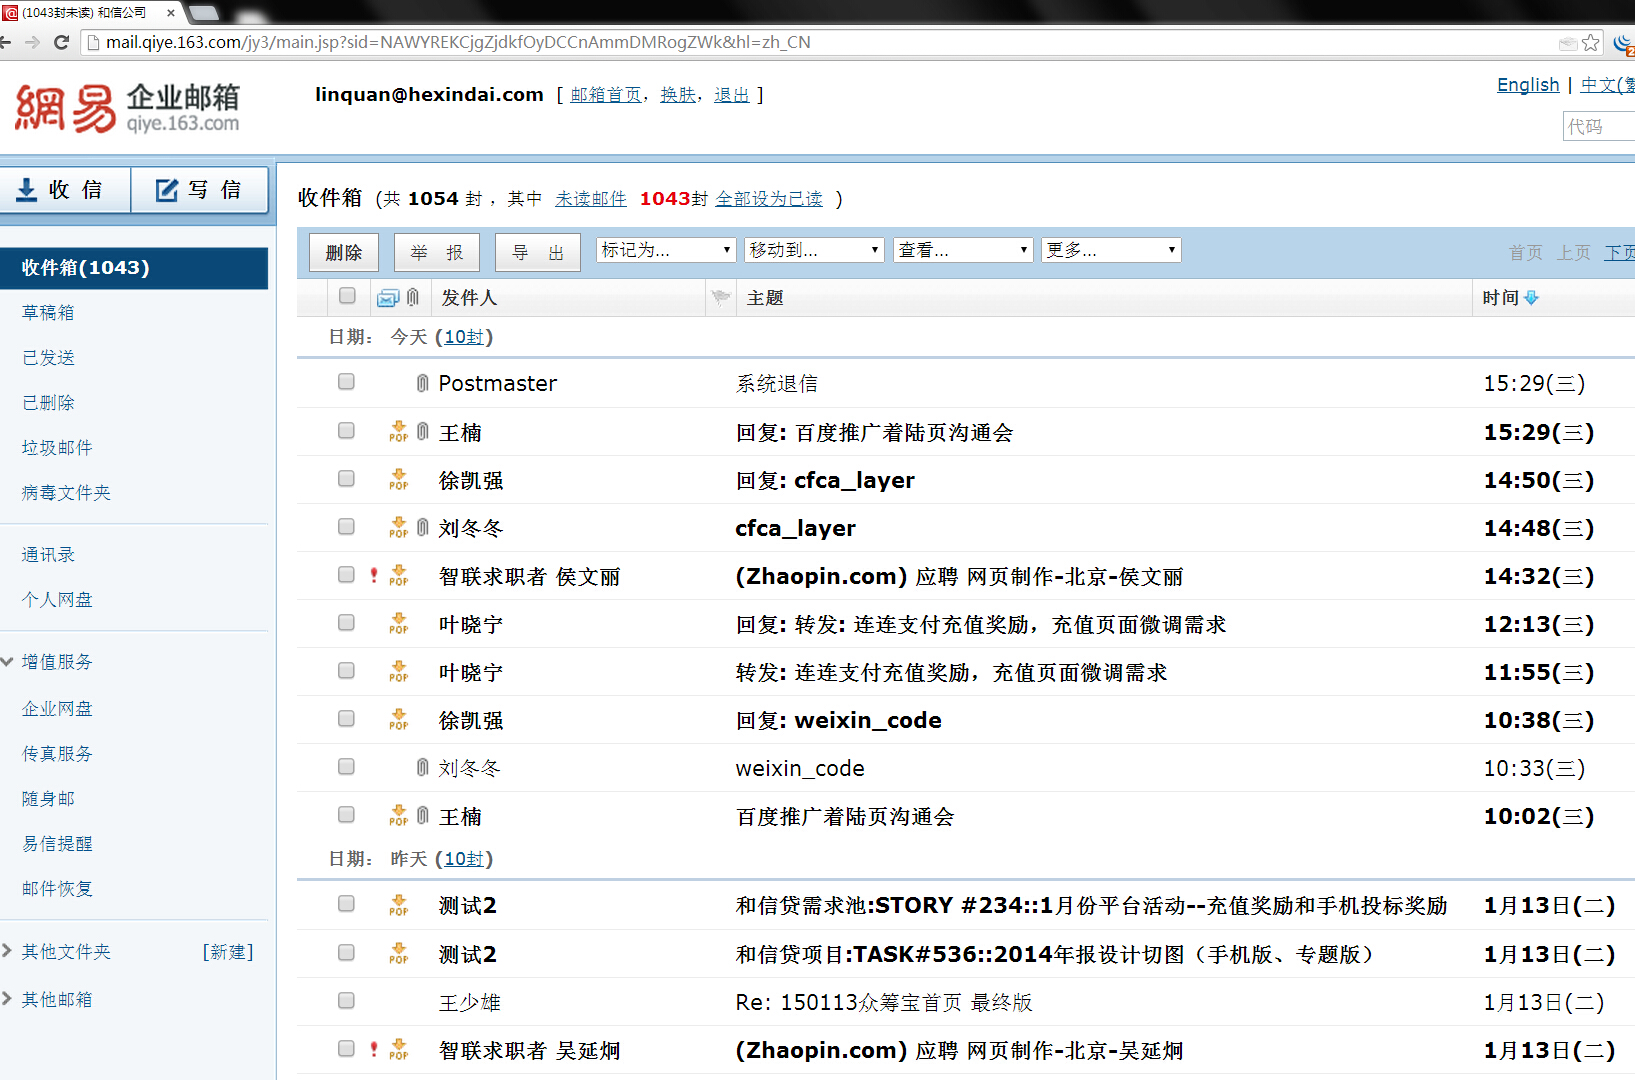 (1043封未读) 和信公司
mail.qiye.163.com/jy3/main.jsp?sid=NAWYREKCjgZjdkfOyDCCnAmmDMRogZWk&hl=zh_CN
網易 企业邮箱
qiye.163.com
linquan@hexindai.com [ 邮箱首页, 换肤, 退出 ]
English | 中文(繁
代码
收 信 写 信
收件箱(1043)
草稿箱
已发送
已删除
垃圾邮件
病毒文件夹
通讯录
个人网盘
增值服务
企业网盘
传真服务
随身邮
易信提醒
邮件恢复
其他文件夹 [新建]
其他邮箱
收件箱 (共 1054 封 , 其中 未读邮件 1043封 全部设为已读 )
删除 举 报 导 出 标记为... 移动到... 查看... 更多... 首页 上页 下页
发件人 主题 时间
日期: 今天 (10封)
Postmaster 系统退信 15:29(三)
POP 王楠 回复: 百度推广着陆页沟通会 15:29(三)
POP 徐凯强 回复: cfca_layer 14:50(三)
POP 刘冬冬 cfca_layer 14:48(三)
POP 智联求职者 侯文丽 (Zhaopin.com) 应聘 网页制作-北京-侯文丽 14:32(三)
POP 叶晓宁 回复: 转发: 连连支付充值奖励，充值页面微调需求 12:13(三)
POP 叶晓宁 转发: 连连支付充值奖励，充值页面微调需求 11:55(三)
POP 徐凯强 回复: weixin_code 10:38(三)
刘冬冬 weixin_code 10:33(三)
POP 王楠 百度推广着陆页沟通会 10:02(三)
日期: 昨天 (10封)
POP 测试2 和信贷需求池:STORY #234::1月份平台活动--充值奖励和手机投标奖励 1月13日(二)
POP 测试2 和信贷项目:TASK#536::2014年报设计切图（手机版、专题版） 1月13日(二)
王少雄 Re: 150113众筹宝首页 最终版 1月13日(二)
POP 智联求职者 吴延炯 (Zhaopin.com) 应聘 网页制作-北京-吴延炯 1月13日(二)